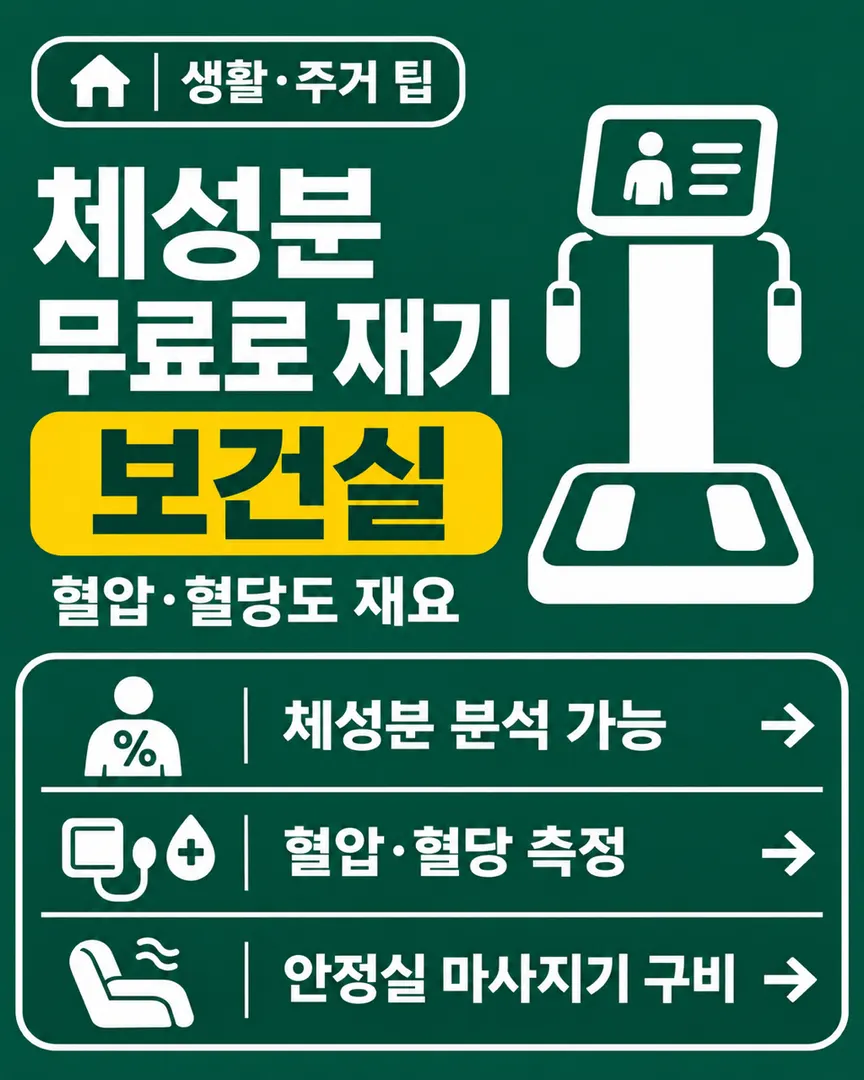 생활·주거 팁
체성분
무료로 재기
보건실
혈압·혈당도 재요
%
체성분 분석 가능
혈압·혈당 측정
안정실 마사지기 구비